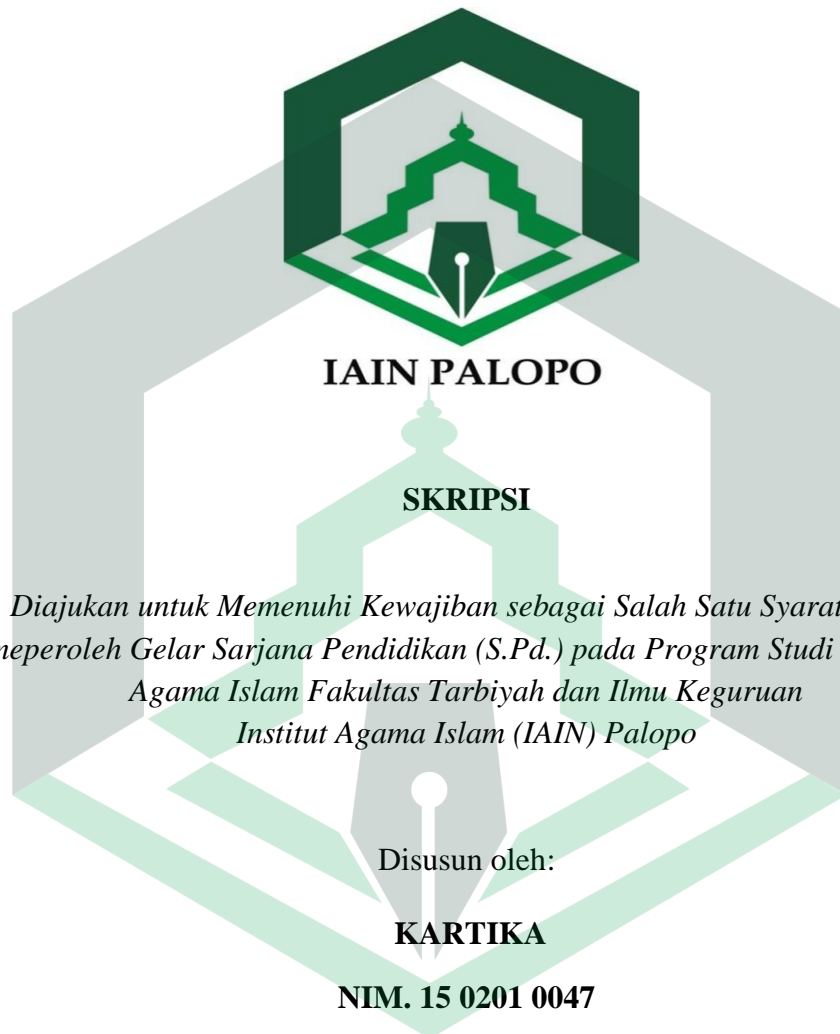 IAIN PALOPO
SKRIPSI
Diajukan untuk Memenuhi Kewajiban sebagai Salah Satu Syarat
meperoleh Gelar Sarjana Pendidikan (S.Pd.) pada Program Studi
Agama Islam Fakultas Tarbiyah dan Ilmu Keguruan
Institut Agama Islam (IAIN) Palopo
Disusun oleh:
KARTIKA
NIM. 15 0201 0047